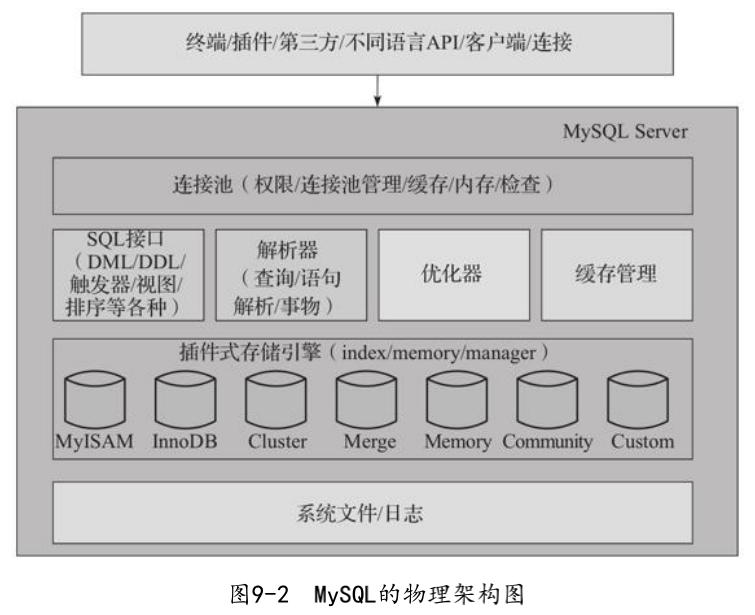 终端/插件/第三方/不同语言API/客户端/连接
MySQL Server
连接池（权限/连接池管理/缓存/内存/检查）
SQL接口
（DML/DDL/
触发器/视图/
排序等各种）
解析器
（查询/语句
解析/事物）
优化器
缓存管理
插件式存储引擎（index/memory/manager）
MyISAM
InnoDB
Cluster
Merge
Memory
Community
Custom
系统文件/日志
图9-2 MySQL的物理架构图